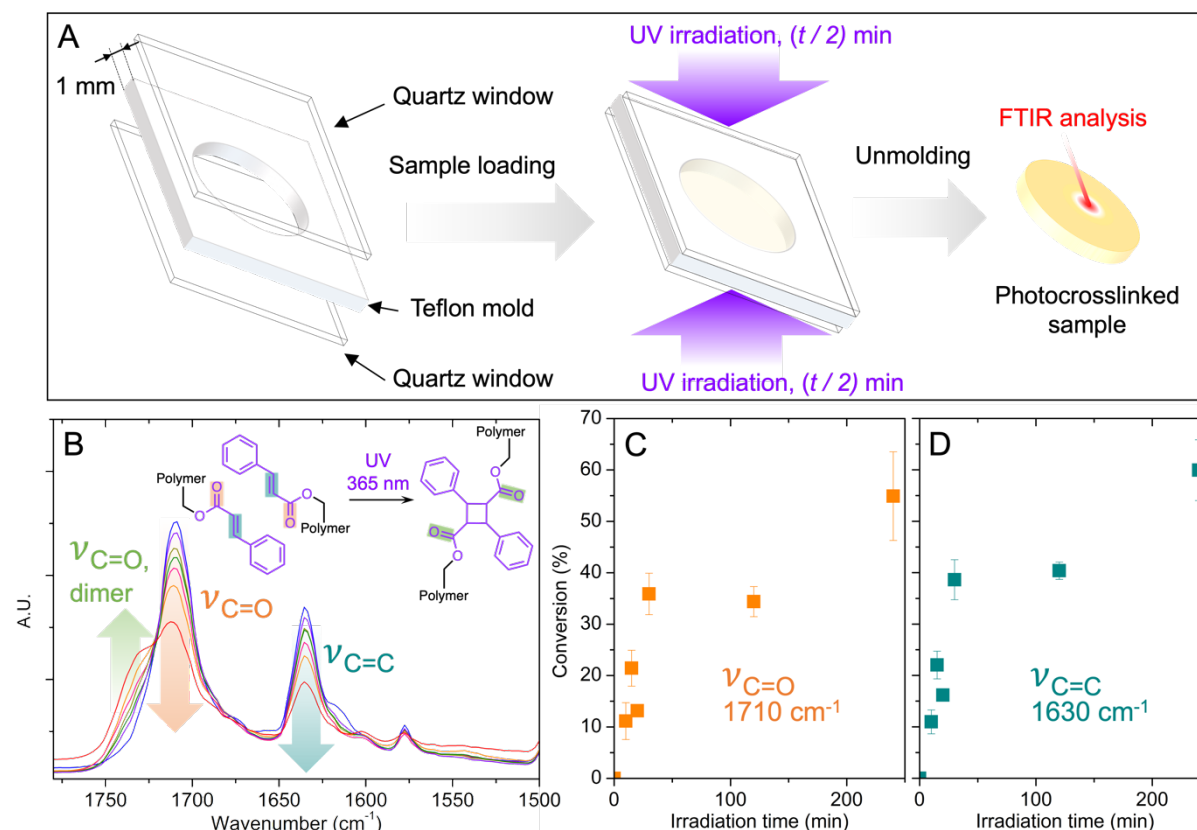 A
1 mm
Quartz window
Teflon mold
Quartz window
Sample loading
UV irradiation, (t / 2) min
UV irradiation, (t / 2) min
Unmolding
FTIR analysis
Photocrosslinked
sample
B
A.U.
νC=O,
dimer
νC=O
νC=C
Polymer
O
O
O
O
Polymer
UV
365 nm
Polymer
O
O
O
O
Polymer
1750 1700 1650 1600 1550 1500
Wavenumber (cm-1)
C
Conversion (%)
70
60
50
40
30
20
10
0
νC=O
1710 cm-1
0 100 200
Irradiation time (min)
D
νC=C
1630 cm-1
0 100 200
Irradiation time (min)